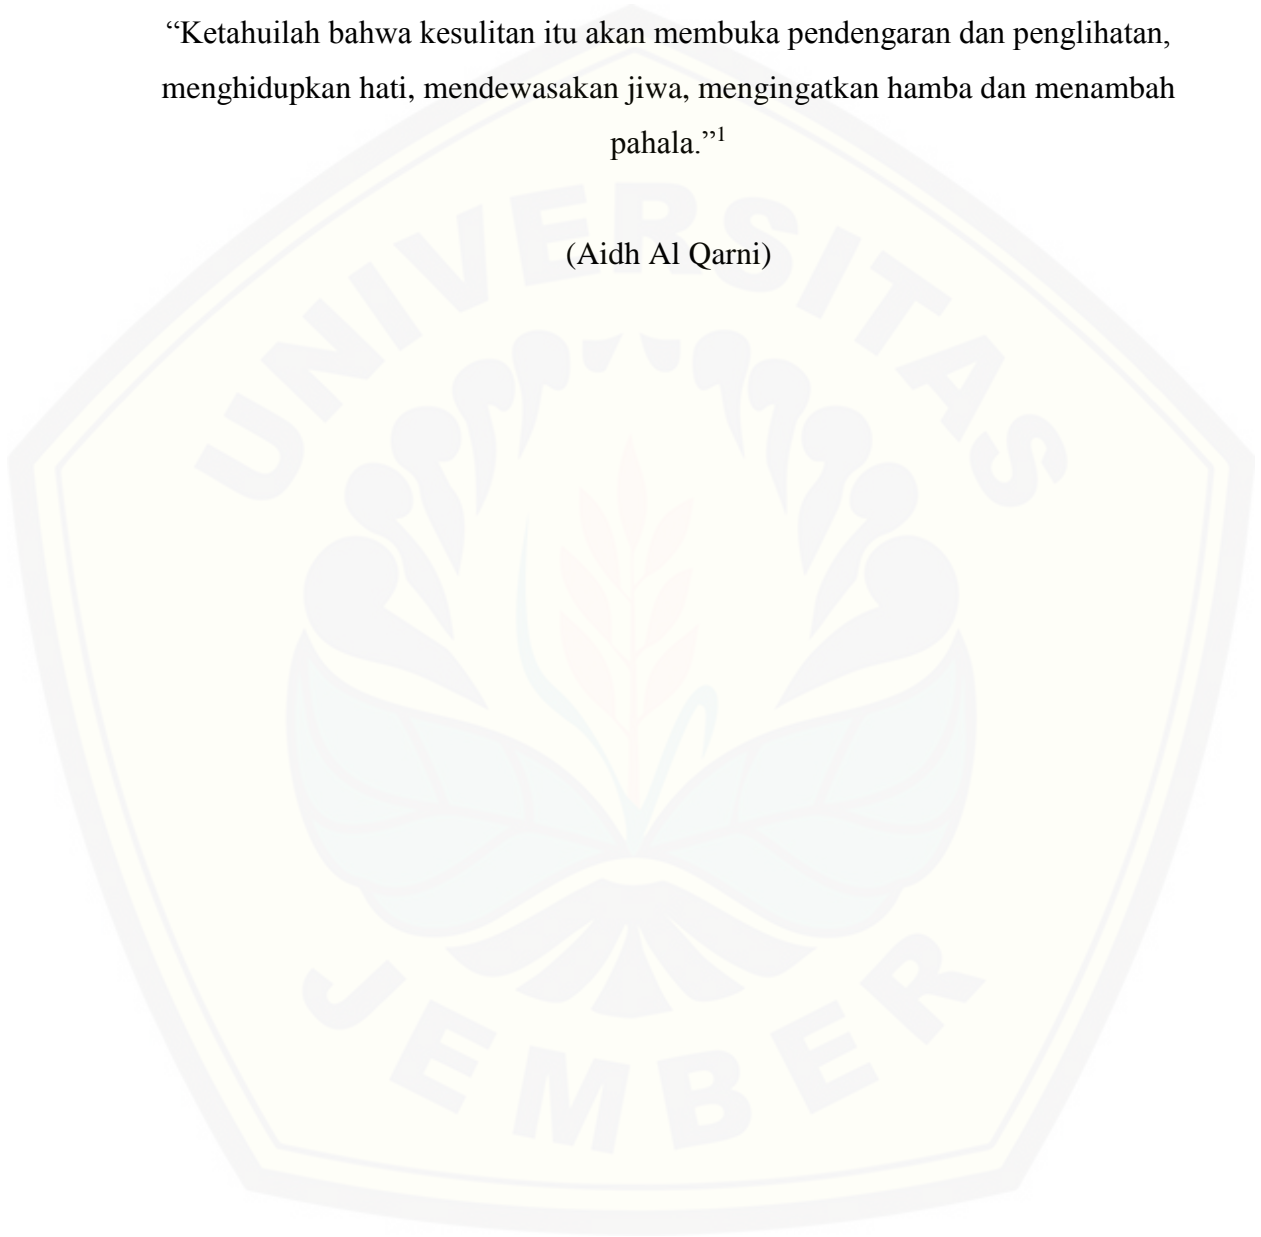 “Ketahuilah bahwa kesulitan itu akan membuka pendengaran dan penglihatan,
menghidupkan hati, mendewasakan jiwa, mengingatkan hamba dan menambah
pahala.”1
(Aidh Al Qarni)
UNIVERSITAS
JEMBER